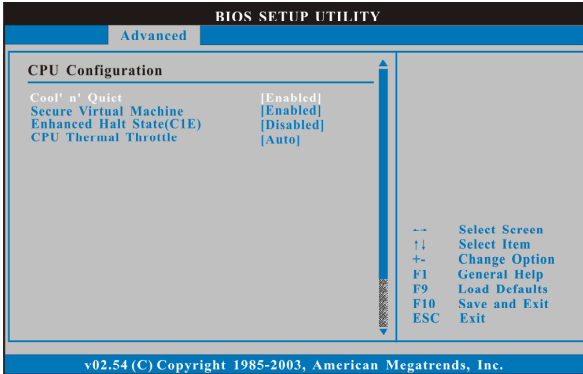 BIOS SETUP UTILITY
Advanced
CPU Configuration
Cool' n' Quiet [Enabled]
Secure Virtual Machine [Enabled]
Enhanced Halt State(C1E) [Disabled]
CPU Thermal Throttle [Auto]
←→ Select Screen
↑↓ Select Item
+- Change Option
F1 General Help
F9 Load Defaults
F10 Save and Exit
ESC Exit
v02.54 (C) Copyright 1985-2003, American Megatrends, Inc.